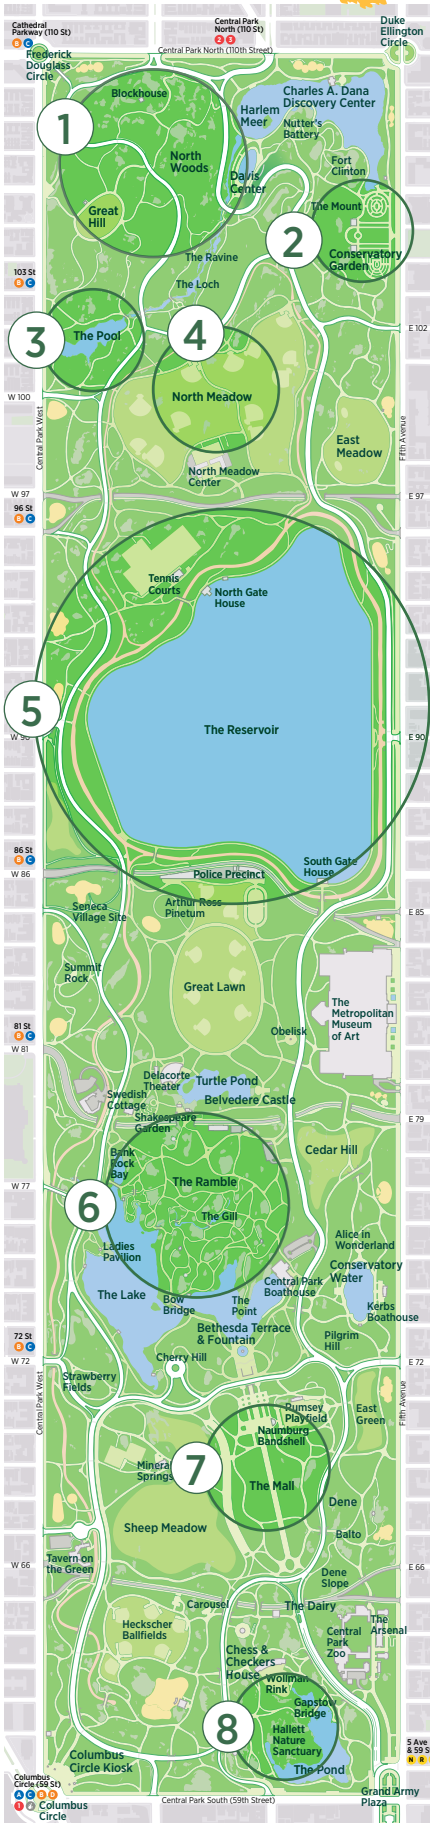 Cathedral
Parkway (110 St)
B C
Central Park
North (110 St)
2 3
Duke
Ellington
Circle
Frederick
Douglass
Circle
Central Park North (110th Street)
Blockhouse
Charles A. Dana
Discovery Center
Harlem
Meer
Nutter's
Battery
1
North
Woods
Fort
Clinton
Davis
Center
Great
Hill
The Mount
2
Conservatory
Garden
The Ravine
103 St
B C
The Loch
3
The Pool
4
E 102
W 100
North Meadow
Central Park West
Fifth Avenue
East
Meadow
North Meadow
Center
W 97
E 97
96 St
B C
Tennis
Courts
North Gate
House
5
The Reservoir
W 90
E 90
86 St
B C
W 86
South Gate
House
Police Precinct
Seneca
Village Site
Arthur Ross
Pinetum
E 85
Summit
Rock
Great Lawn
The
Metropolitan
Museum
of Art
81 St
B C
W 81
Obelisk
Delacorte
Theater
Turtle Pond
Swedish
Cottage
Belvedere Castle
Shakespeare
Garden
E 79
Bank
Rock
Bay
Cedar Hill
W 77
The Ramble
6
The Gill
Ladies
Pavilion
Alice in
Wonderland
Conservatory
Water
The Lake
Bow
Bridge
The
Point
Central Park
Boathouse
Kerbs
Boathouse
72 St
B C
W 72
Bethesda Terrace
& Fountain
Pilgrim
Hill
Cherry Hill
E 72
Strawberry
Fields
Central Park West
Fifth Avenue
Rumsey
Playfield
East
Green
Naumburg
Bandshell
Mineral
Springs
7
The Mall
Dene
Sheep Meadow
Balto
Tavern on
the Green
W 66
E 66
Dene
Slope
Carousel
The Dairy
Heckscher
Ballfields
Central
Park
Zoo
The
Arsenal
Chess &
Checkers
House
Wollman
Rink
8
Gapstow
Bridge
Hallett
Nature
Sanctuary
The Pond
5 Ave
& 59 S
N R
Columbus
Circle Kiosk
Columbus
Circle (59 St)
A C B D
1
Columbus
Circle
Central Park South (59th Street)
Grand Army
Plaza